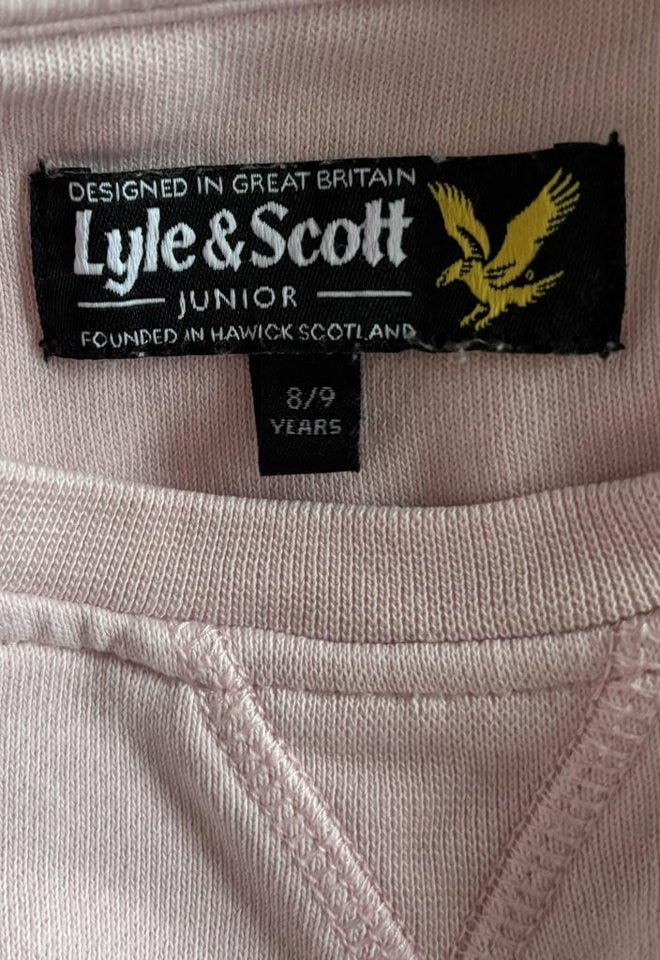 DESIGNED IN GREAT BRITAIN
Lyle&Scott
JUNIOR
FOUNDED IN HAWICK SCOTLAND
8/9
YEARS